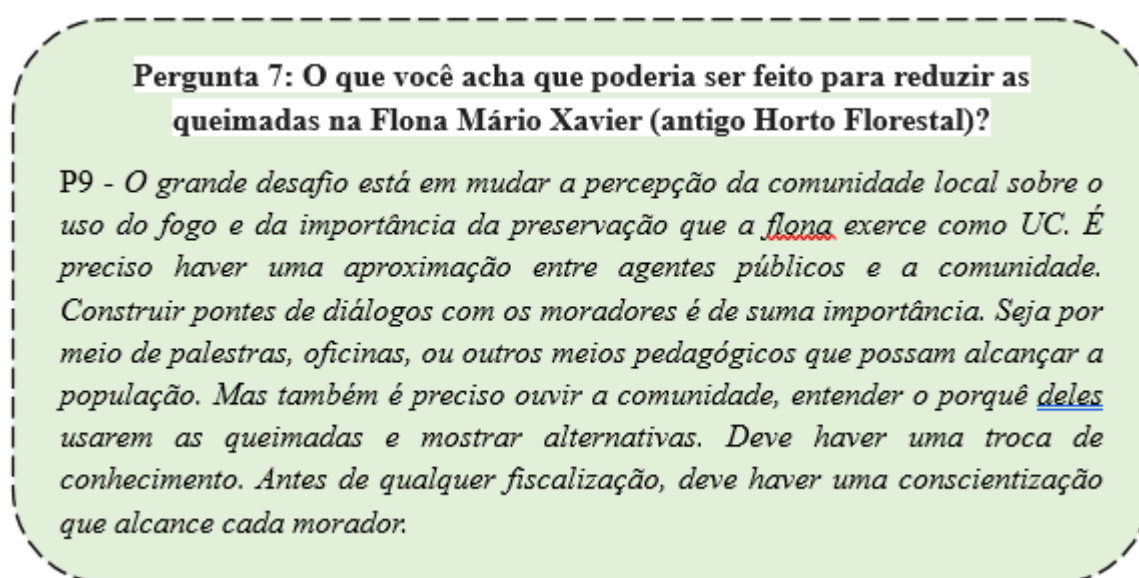 Pergunta 7: O que você acha que poderia ser feito para reduzir as
queimadas na Flona Mário Xavier (antigo Horto Florestal)?
P9 - O grande desafio está em mudar a percepção da comunidade local sobre o
uso do fogo e da importância da preservação que a flona exerce como UC. É
preciso haver uma aproximação entre agentes públicos e a comunidade.
Construir pontes de diálogos com os moradores é de suma importância. Seja por
meio de palestras, oficinas, ou outros meios pedagógicos que possam alcançar a
população. Mas também é preciso ouvir a comunidade, entender o porquê deles
usarem as queimadas e mostrar alternativas. Deve haver uma troca de
conhecimento. Antes de qualquer fiscalização, deve haver uma conscientização
que alcance cada morador.